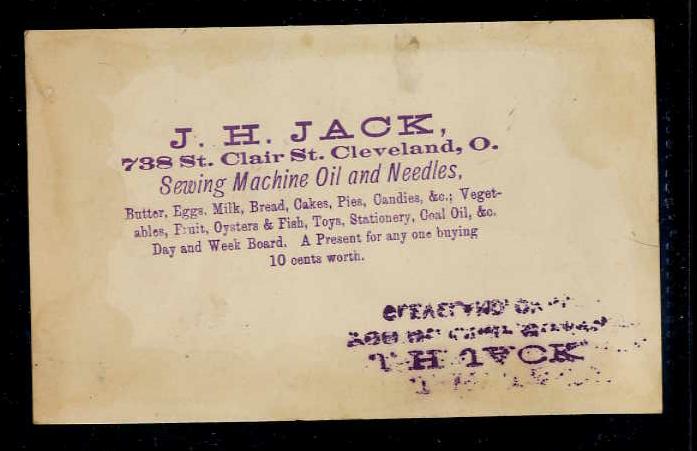 J. H. JACK,
738 St. Clair St. Cleveland, O.
Sewing Machine Oil and Needles,
Butter, Eggs, Milk, Bread, Cakes, Pies, Candies, &c.; Veget-
ables, Fruit, Oysters & Fish, Toys, Stationery, Coal Oil, &c.
Day and Week Board. A Present for any one buying
10 cents worth.
J H JACK